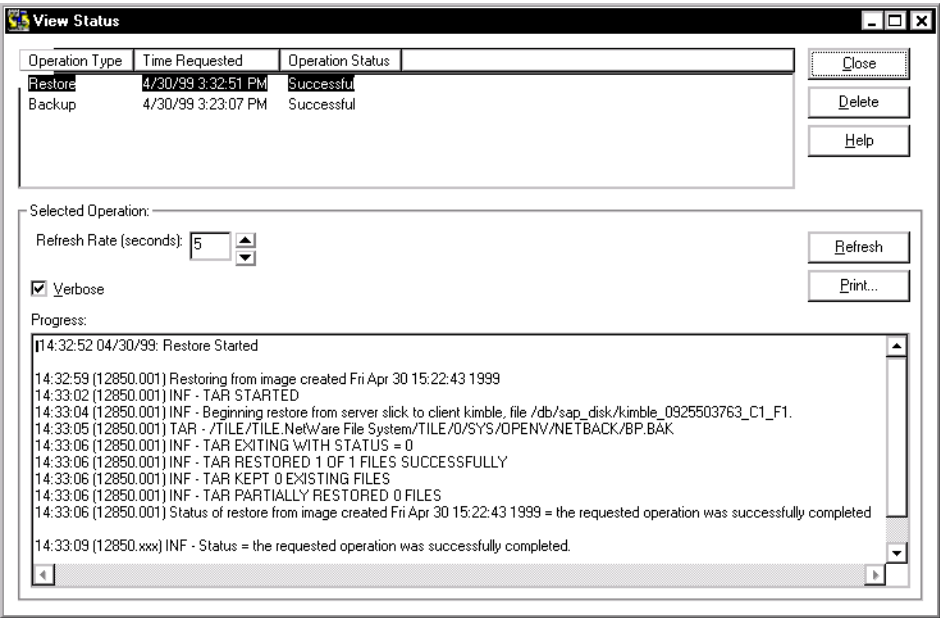 View Status
Operation Type Time Requested Operation Status
Restore 4/30/99 3:32:51 PM Successful
Backup 4/30/99 3:23:07 PM Successful
Close
Delete
Help
Selected Operation:
Refresh Rate (seconds): 5
Refresh
Verbose
Print...
Progress:
14:32:52 04/30/99: Restore Started
14:32:59 (12850.001) Restoring from image created Fri Apr 30 15:22:43 1999
14:33:02 (12850.001) INF - TAR STARTED
14:33:04 (12850.001) INF - Beginning restore from server slick to client kimble, file /db/sap_disk/kimble_0925503763_C1_F1.
14:33:05 (12850.001) TAR - /TILE/TILE.NetWare File System/TILE/0/SYS/OPENV/NETBACK/BP.BAK
14:33:06 (12850.001) INF - TAR EXITING WITH STATUS = 0
14:33:06 (12850.001) INF - TAR RESTORED 1 OF 1 FILES SUCCESSFULLY
14:33:06 (12850.001) INF - TAR KEPT 0 EXISTING FILES
14:33:06 (12850.001) INF - TAR PARTIALLY RESTORED 0 FILES
14:33:06 (12850.001) Status of restore from image created Fri Apr 30 15:22:43 1999 = the requested operation was successfully completed
14:33:09 (12850.xxx) INF - Status = the requested operation was successfully completed.